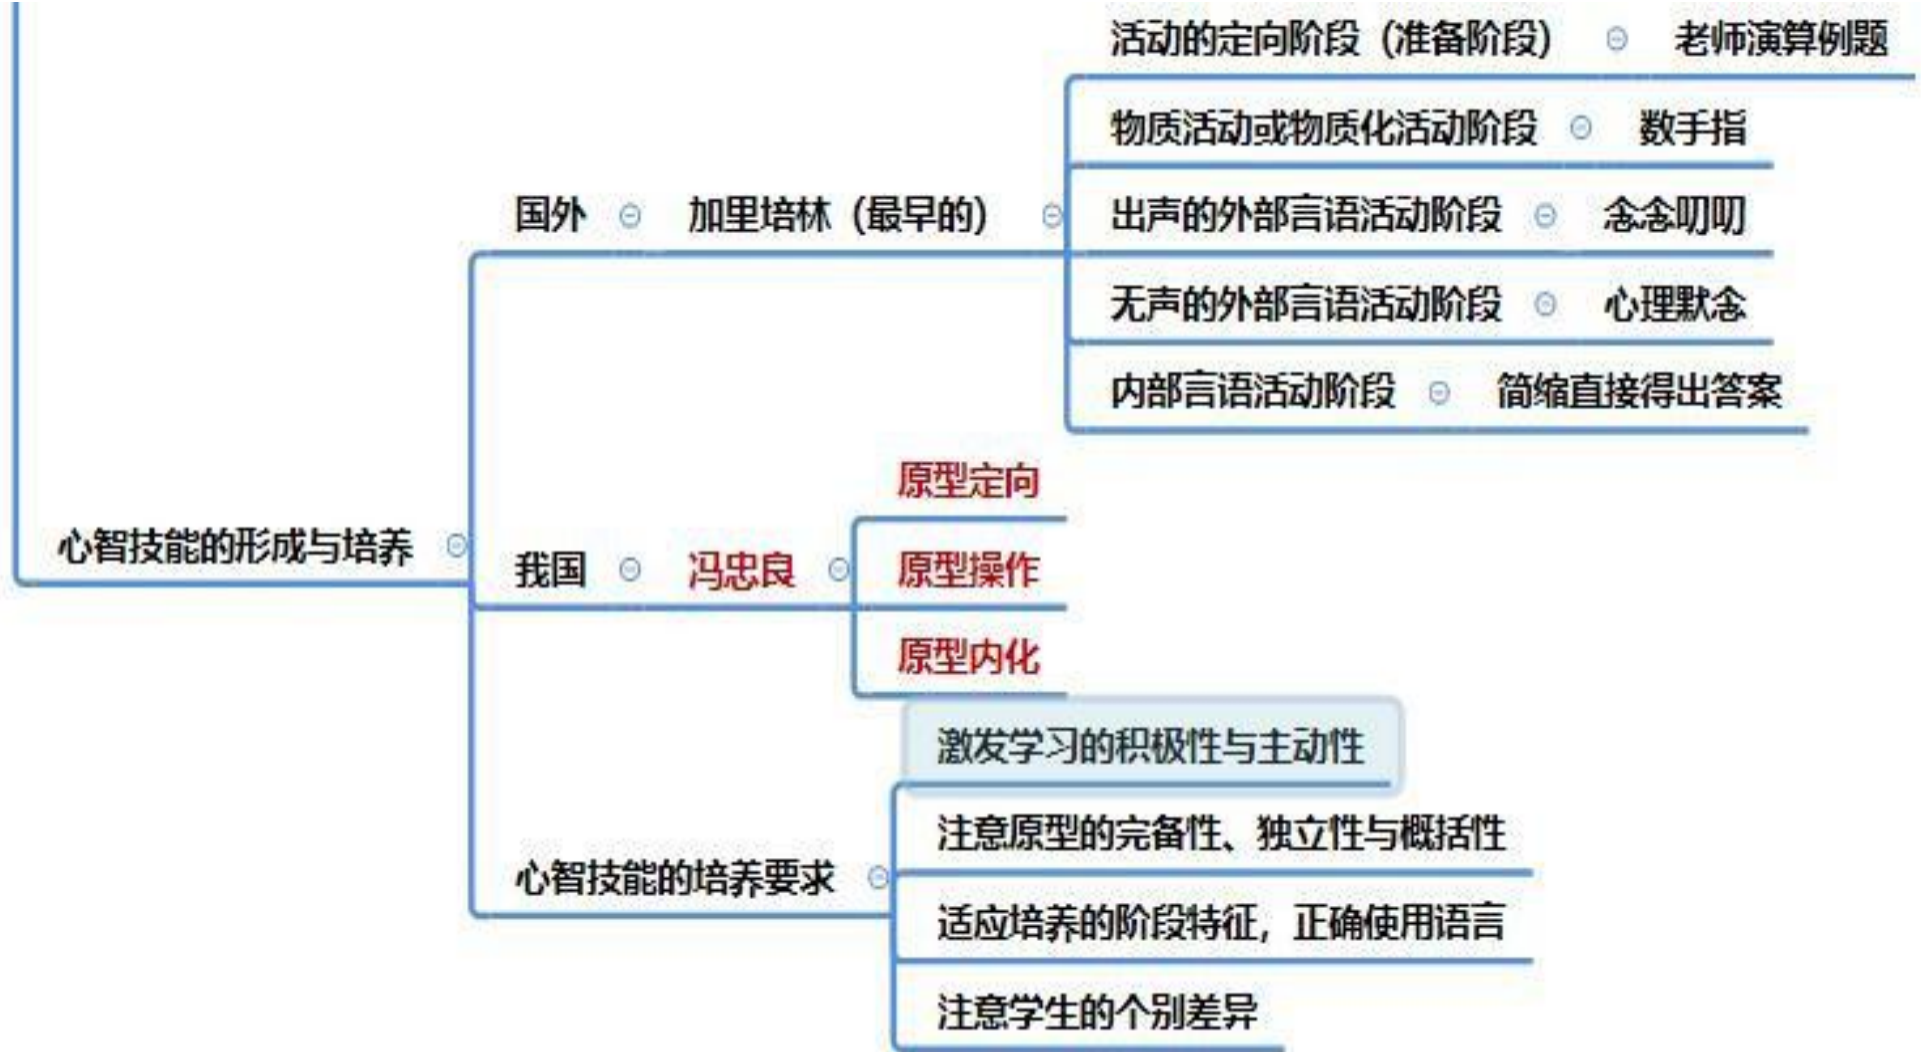 活动的定向阶段（准备阶段） 老师演算例题
物质活动或物质化活动阶段 数手指
国外 加里培林（最早的） 出声的外部言语活动阶段 念念叨叨
无声的外部言语活动阶段 心理默念
内部言语活动阶段 简缩直接得出答案
原型定向
心智技能的形成与培养
我国 冯忠良 原型操作
原型内化
激发学习的积极性与主动性
注意原型的完备性、独立性与概括性
心智技能的培养要求
适应培养的阶段特征，正确使用语言
注意学生的个别差异